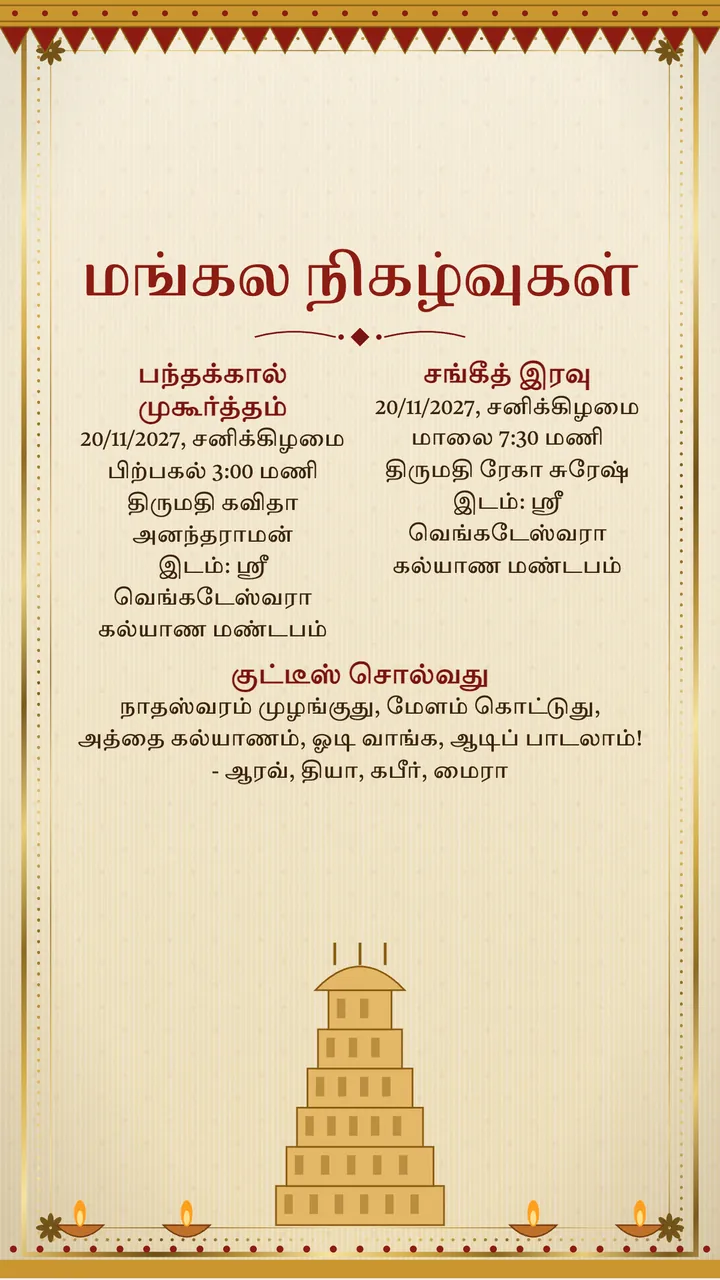 மங்கல நிகழ்வுகள்
பந்தக்கால்
முகூர்த்தம்
20/11/2027, சனிக்கிழமை
பிற்பகல் 3:00 மணி
திருமதி கவிதா
அனந்தராமன்
இடம்: ஸ்ரீ
வெங்கடேஸ்வரா
கல்யாண மண்டபம்
சங்கீத் இரவு
20/11/2027, சனிக்கிழமை
மாலை 7:30 மணி
திருமதி ரேகா சுரேஷ்
இடம்: ஸ்ரீ
வெங்கடேஸ்வரா
கல்யாண மண்டபம்
குட்டீஸ் சொல்வது
நாதஸ்வரம் முழங்குது, மேளம் கொட்டுது,
அத்தை கல்யாணம், ஓடி வாங்க, ஆடிப் பாடலாம்!
- ஆரவ், தியா, கபீர், மைரா